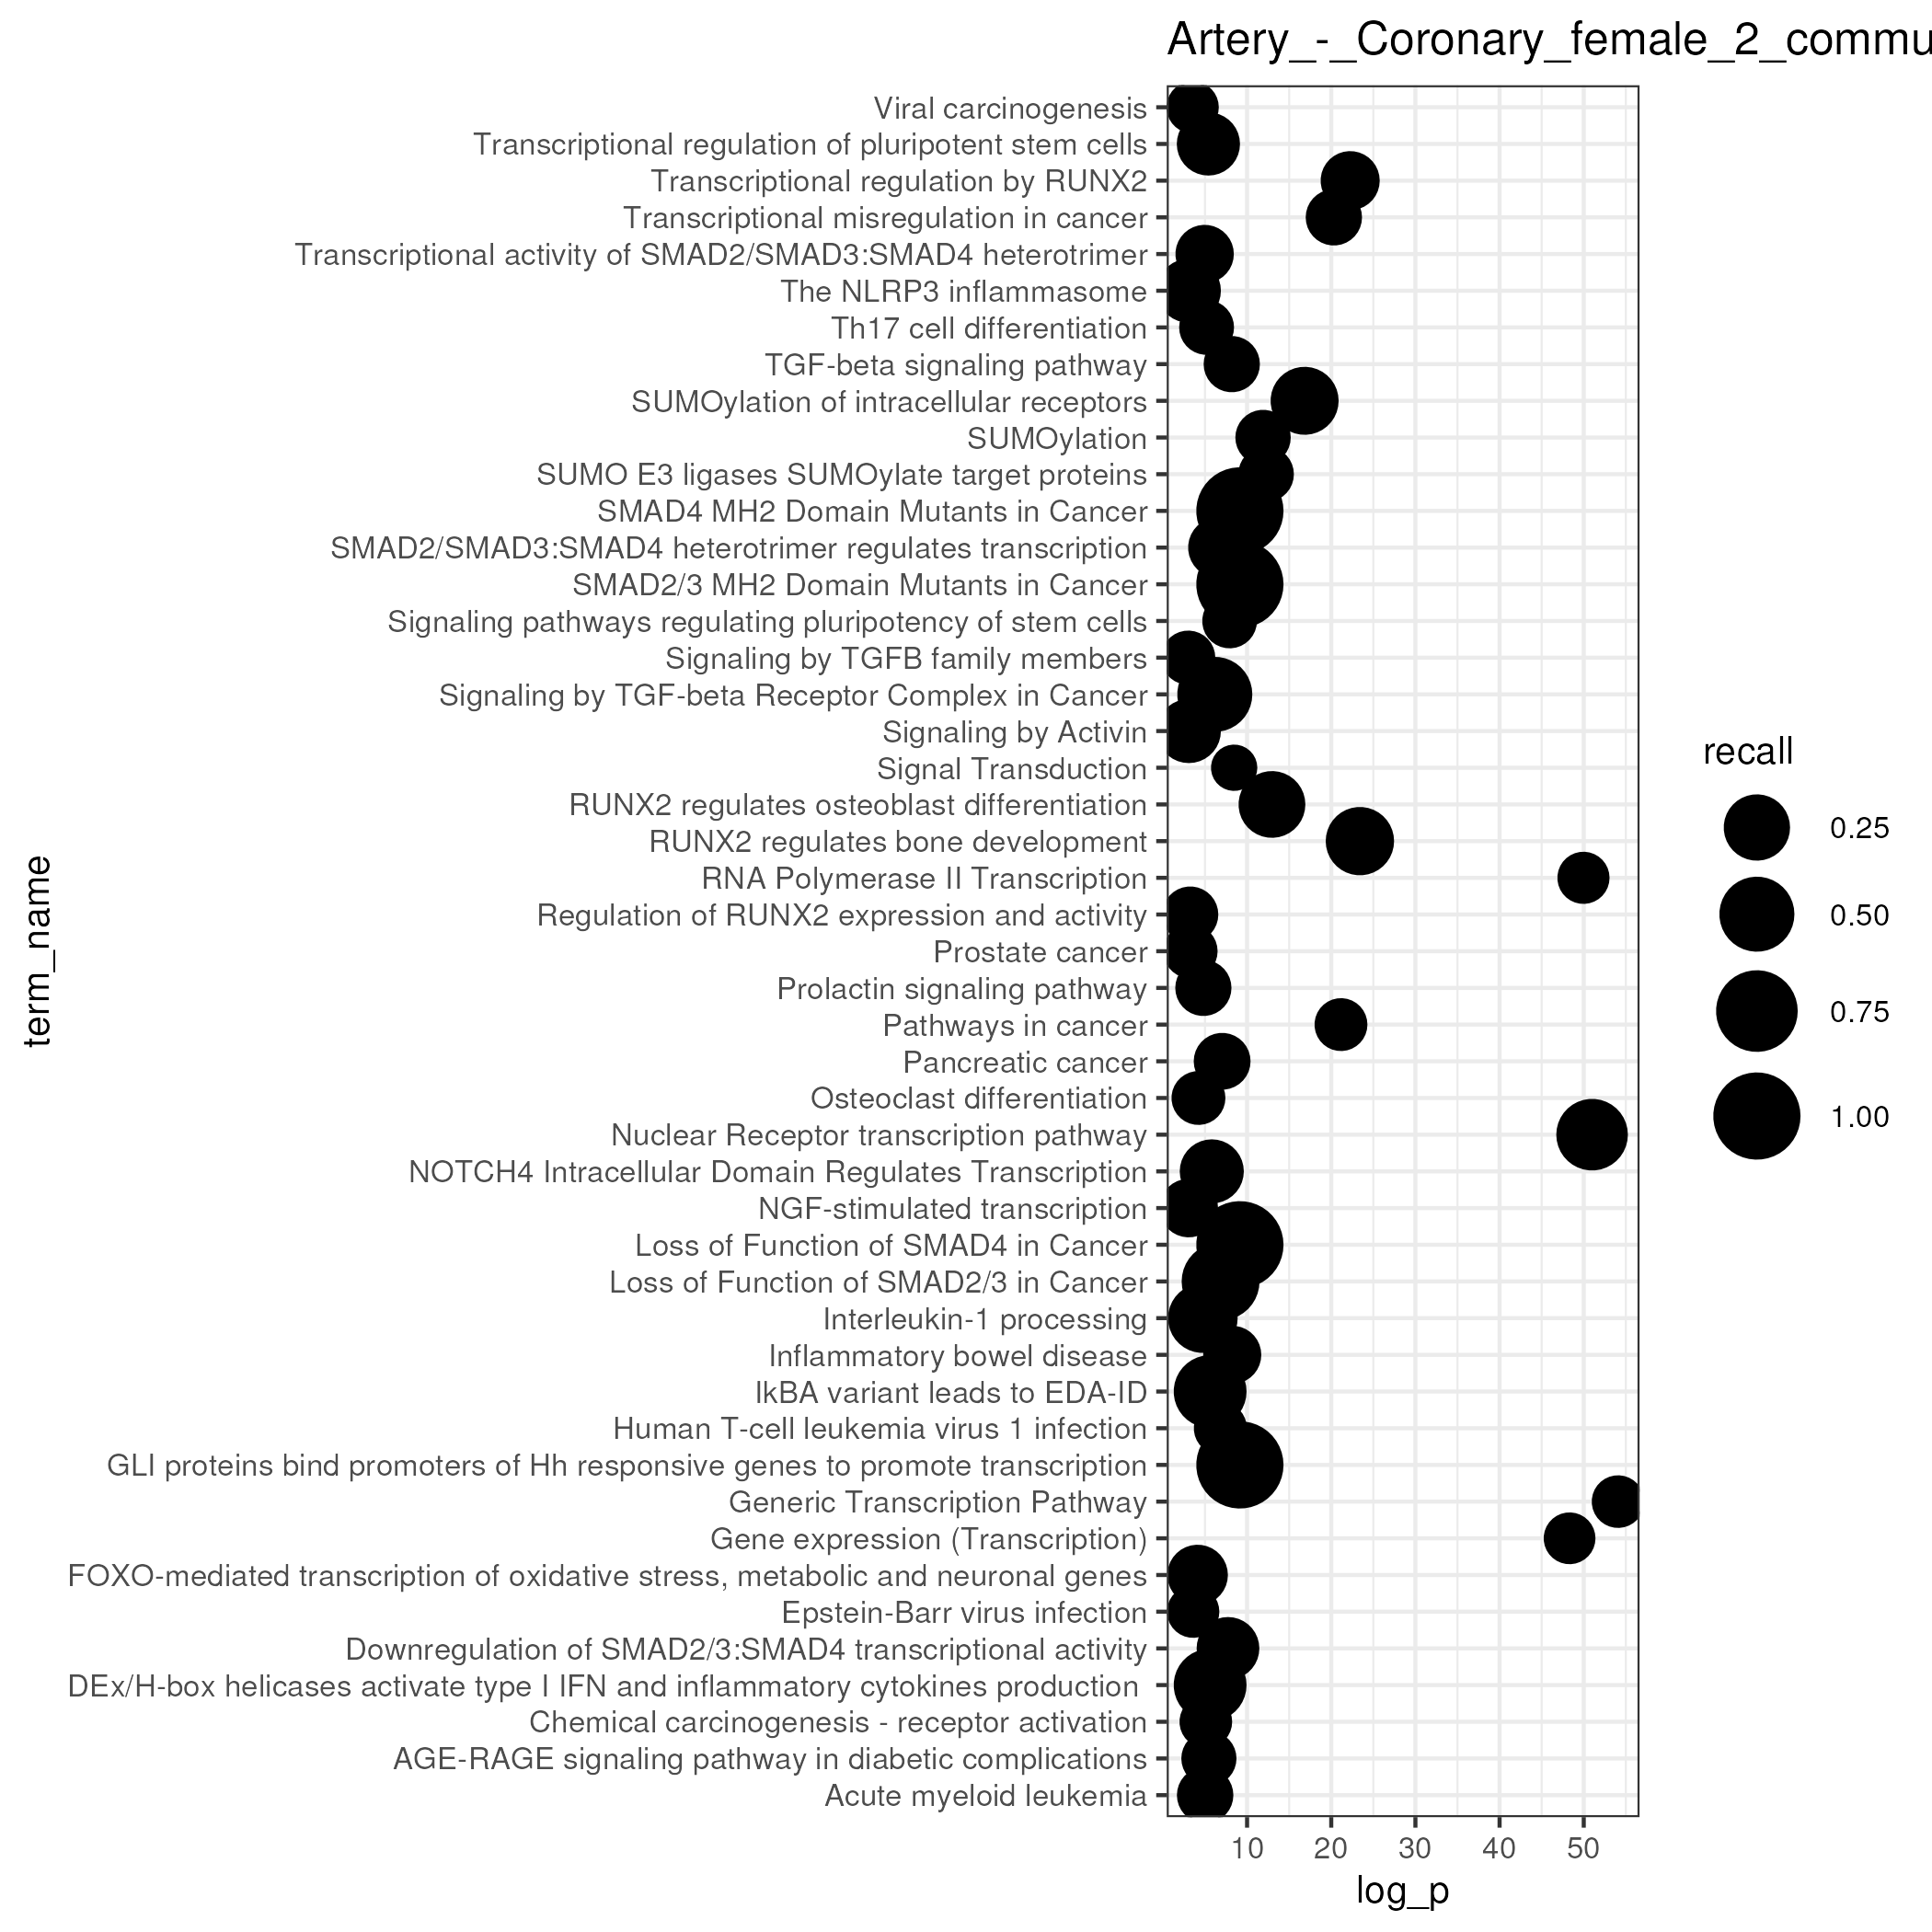 Artery_-_Coronary_female_2_commu
Viral carcinogenesis
Transcriptional regulation of pluripotent stem cells
Transcriptional regulation by RUNX2
Transcriptional misregulation in cancer
Transcriptional activity of SMAD2/SMAD3:SMAD4 heterotrimer
The NLRP3 inflammasome
Th17 cell differentiation
TGF-beta signaling pathway
SUMOylation of intracellular receptors
SUMOylation
SUMO E3 ligases SUMOylate target proteins
SMAD4 MH2 Domain Mutants in Cancer
SMAD2/SMAD3:SMAD4 heterotrimer regulates transcription
SMAD2/3 MH2 Domain Mutants in Cancer
Signaling pathways regulating pluripotency of stem cells
Signaling by TGFB family members
Signaling by TGF-beta Receptor Complex in Cancer
Signaling by Activin
Signal Transduction
RUNX2 regulates osteoblast differentiation
RUNX2 regulates bone development
RNA Polymerase II Transcription
Regulation of RUNX2 expression and activity
Prostate cancer
Prolactin signaling pathway
Pathways in cancer
Pancreatic cancer
Osteoclast differentiation
Nuclear Receptor transcription pathway
NOTCH4 Intracellular Domain Regulates Transcription
NGF-stimulated transcription
Loss of Function of SMAD4 in Cancer
Loss of Function of SMAD2/3 in Cancer
Interleukin-1 processing
Inflammatory bowel disease
IkBA variant leads to EDA-ID
Human T-cell leukemia virus 1 infection
GLI proteins bind promoters of Hh responsive genes to promote transcription
Generic Transcription Pathway
Gene expression (Transcription)
FOXO-mediated transcription of oxidative stress, metabolic and neuronal genes
Epstein-Barr virus infection
Downregulation of SMAD2/3:SMAD4 transcriptional activity
DEx/H-box helicases activate type I IFN and inflammatory cytokines production
Chemical carcinogenesis - receptor activation
AGE-RAGE signaling pathway in diabetic complications
Acute myeloid leukemia
term_name
10 20 30 40 50
log_p
recall
0.25
0.50
0.75
1.00